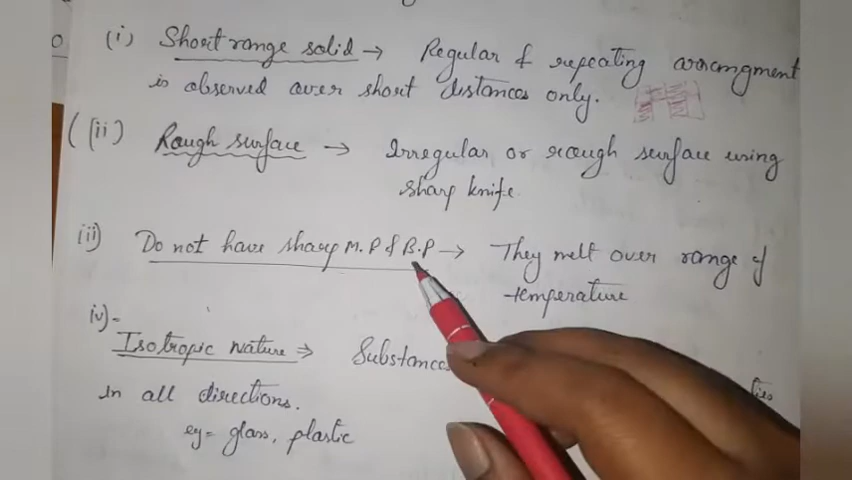 (i) Short range solid → Regular & repeating arrangment
is observed over short distances only.
(ii) Rough surface → Irregular or rough surface using
sharp knife
iii) Do not have sharp M.P & B.P → They melt over range of
temperature
iv)-
Isotropic nature ⇒ Substances
in all directions.
eg= glass, plastic